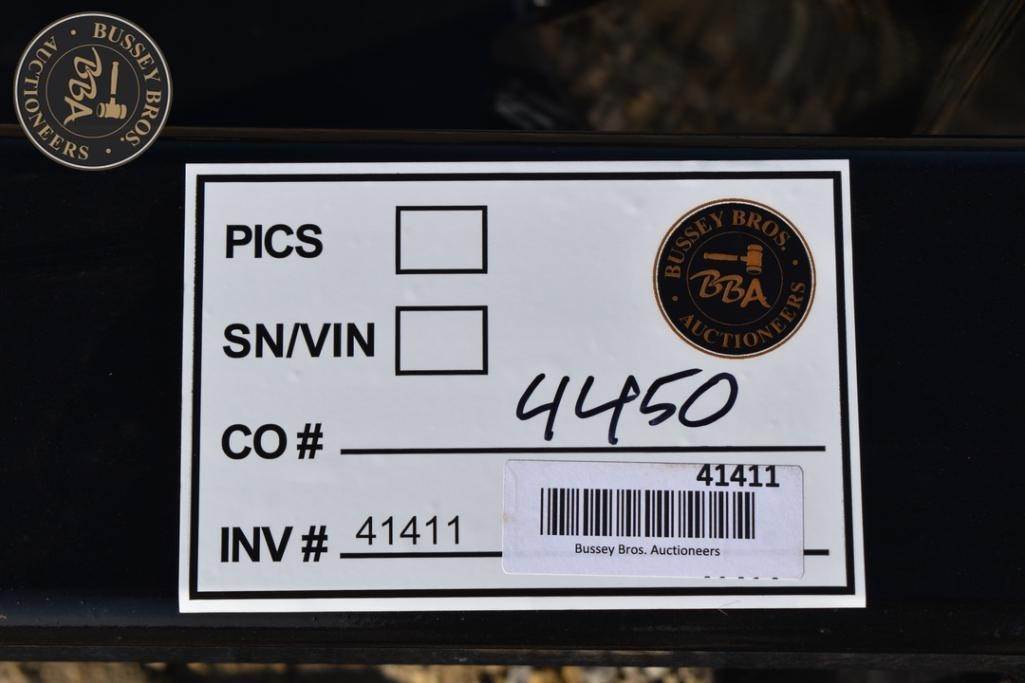 BUSSEY BROS. AUCTIONEERS
BBA
PICS
BUSSEY BROS. AUCTIONEERS
BBA
SN/VIN
CO # 4450
41411
INV # 41411
Bussey Bros. Auctioneers